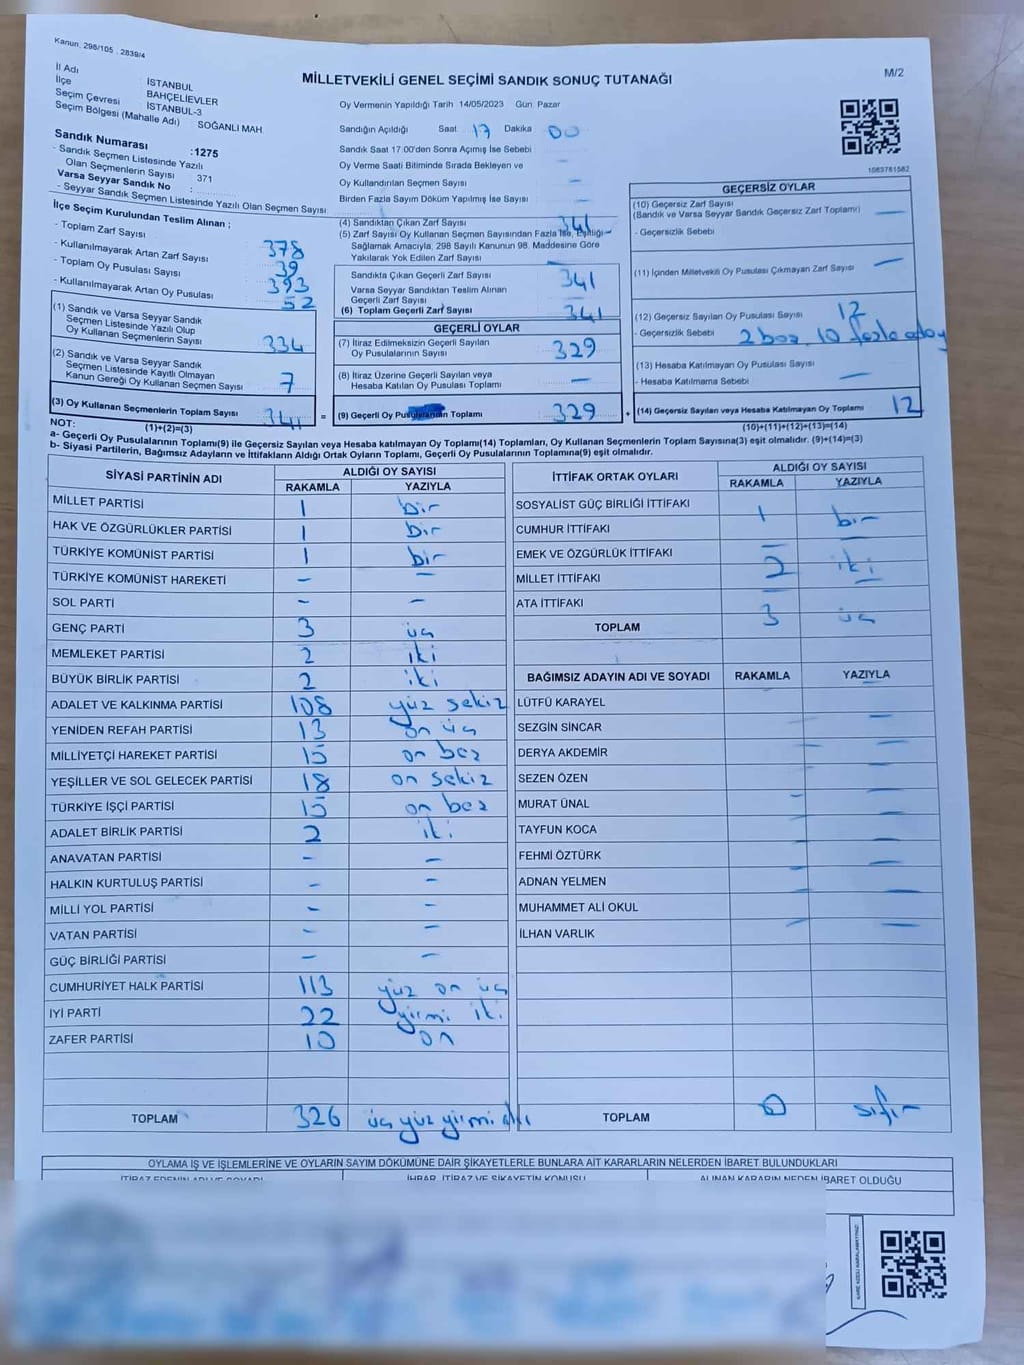 Kanun: 298/105 . 2839/4
M/2
MİLLETVEKİLİ GENEL SEÇİMİ SANDIK SONUÇ TUTANAĞI
İl Adı : İSTANBUL
İlçe : BAHÇELİEVLER
Seçim Çevresi : İSTANBUL-3
Seçim Bölgesi (Mahalle Adı) : SOĞANLI MAH.
Sandık Numarası :1275
- Sandık Seçmen Listesinde Yazılı
Olan Seçmenlerin Sayısı : 371
Varsa Seyyar Sandık No :
- Seyyar Sandık Seçmen Listesinde Yazılı Olan Seçmen Sayısı :
Oy Vermenin Yapıldığı Tarih 14/05/2023 Gün: Pazar
Sandığın Açıldığı Saat 17 Dakika 00
Sandık Saat 17.00'den Sonra Açımış İse Sebebi
Oy Verme Saati Bitiminde Sırada Bekleyen ve
Oy Kullandırılan Seçmen Sayısı —
Birden Fazla Sayım Döküm Yapılmış İse Sayısı —
1063761562
İlçe Seçim Kurulundan Teslim Alınan ;
- Toplam Zarf Sayısı 378
- Kullanılmayarak Artan Zarf Sayısı 39
- Toplam Oy Pusulası Sayısı 393
- Kullanılmayarak Artan Oy Pusulası 52
(1) Sandık ve Varsa Seyyar Sandık
Seçmen Listesinde Yazılı Olup
Oy Kullanan Seçmenlerin Sayısı 334
(2) Sandık ve Varsa Seyyar Sandık
Seçmen Listesinde Kayıtlı Olmayan
Kanun Gereği Oy Kullanan Seçmen Sayısı 7
(3) Oy Kullanan Seçmenlerin Toplam Sayısı 341
(1)+(2)=(3)
(4) Sandıktan Çıkan Zarf Sayısı 341
(5) Zarf Sayısı Oy Kullanan Seçmen Sayısından Fazla İse, Eşitliği
Sağlamak Amacıyla, 298 Sayılı Kanunun 98. Maddesine Göre
Yakılarak Yok Edilen Zarf Sayısı —
Sandıkta Çıkan Geçerli Zarf Sayısı 341
Varsa Seyyar Sandıktan Teslim Alınan
Geçerli Zarf Sayısı
(6) Toplam Geçerli Zarf Sayısı 341
GEÇERLİ OYLAR
(7) İtiraz Edilmeksizin Geçerli Sayılan
Oy Pusulalarının Sayısı 329
(8) İtiraz Üzerine Geçerli Sayılan veya
Hesaba Katılan Oy Pusulası Toplamı —
= (9) Geçerli Oy Pusulalarının Toplamı 329 +
GEÇERSİZ OYLAR
(10) Geçersiz Zarf Sayısı
(Sandık ve Varsa Seyyar Sandık Geçersiz Zarf Toplamı) —
- Geçersizlik Sebebi
(11) İçinden Milletvekili Oy Pusulası Çıkmayan Zarf Sayısı —
(12) Geçersiz Sayılan Oy Pusulası Sayısı 12
- Geçersizlik Sebebi 2 boz. 10 fazla aday
(13) Hesaba Katılmayan Oy Pusulası Sayısı
- Hesaba Katılmama Sebebi —
(14) Geçersiz Sayılan veya Hesaba Katılmayan Oy Toplamı 12
(10)+(11)+(12)+(13)=(14)
NOT:
a- Geçerli Oy Pusulalarının Toplamı(9) ile Geçersiz Sayılan veya Hesaba katılmayan Oy Toplamı(14) Toplamları, Oy Kullanan Seçmenlerin Toplam Sayısına(3) eşit olmalıdır. (9)+(14)=(3)
b- Siyasi Partilerin, Bağımsız Adayların ve İttifakların Aldığı Ortak Oyların Toplamı, Geçerli Oy Pusulalarının Toplamına(9) eşit olmalıdır.
SİYASİ PARTİNİN ADI ALDIĞI OY SAYISI
RAKAMLA YAZIYLA
MİLLET PARTİSİ 1 bir
HAK VE ÖZGÜRLÜKLER PARTİSİ 1 bir
TÜRKİYE KOMÜNİST PARTİSİ 1 bir
TÜRKİYE KOMÜNİST HAREKETİ — —
SOL PARTİ — —
GENÇ PARTİ 3 üç
MEMLEKET PARTİSİ 2 iki
BÜYÜK BİRLİK PARTİSİ 2 iki
ADALET VE KALKINMA PARTİSİ 108 yüz sekiz
YENİDEN REFAH PARTİSİ 13 on üç
MİLLİYETÇİ HAREKET PARTİSİ 15 on beş
YEŞİLLER VE SOL GELECEK PARTİSİ 18 on sekiz
TÜRKİYE İŞÇİ PARTİSİ 15 on beş
ADALET BİRLİK PARTİSİ 2 iki
ANAVATAN PARTİSİ — —
HALKIN KURTULUŞ PARTİSİ — —
MİLLİ YOL PARTİSİ — —
VATAN PARTİSİ — —
GÜÇ BİRLİĞİ PARTİSİ — —
CUMHURİYET HALK PARTİSİ 113 yüz on üç
İYİ PARTİ 22 yirmi iki
ZAFER PARTİSİ 10 on
TOPLAM 326 üç yüz yirmi altı
İTTİFAK ORTAK OYLARI ALDIĞI OY SAYISI
RAKAMLA YAZIYLA
SOSYALİST GÜÇ BİRLİĞİ İTTİFAKI
CUMHUR İTTİFAKI 1 bir
EMEK VE ÖZGÜRLÜK İTTİFAKI — —
MİLLET İTTİFAKI 2 iki
ATA İTTİFAKI — —
TOPLAM 3 üç
BAĞIMSIZ ADAYIN ADI VE SOYADI RAKAMLA YAZIYLA
LÜTFÜ KARAYEL
SEZGİN SİNCAR —
DERYA AKDEMİR — —
SEZEN ÖZEN —
MURAT ÜNAL — —
TAYFUN KOCA — —
FEHMİ ÖZTÜRK — —
ADNAN YELMEN — —
MUHAMMET ALİ OKUL
İLHAN VARLIK — —
TOPLAM 0 sıfır
OYLAMA İŞ VE İŞLEMLERİNE VE OYLARIN SAYIM DÖKÜMÜNE DAİR ŞİKAYETLERLE BUNLARA AİT KARARLARIN NELERDEN İBARET BULUNDUKLARI
İTİRAZ EDENİN ADI VE SOYADI İHBAR, İTİRAZ VE ŞİKAYETİN KONUSU ALINAN KARARIN NEDEN İBARET OLDUĞU